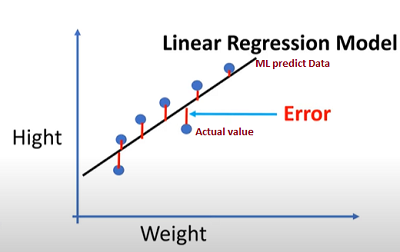 Linear Regression Model
ML predict Data
Error
Actual value
Hight
Weight